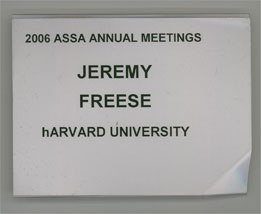 2006 ASSA ANNUAL MEETINGS
JEREMY
FREESE
hARVARD UNIVERSITY